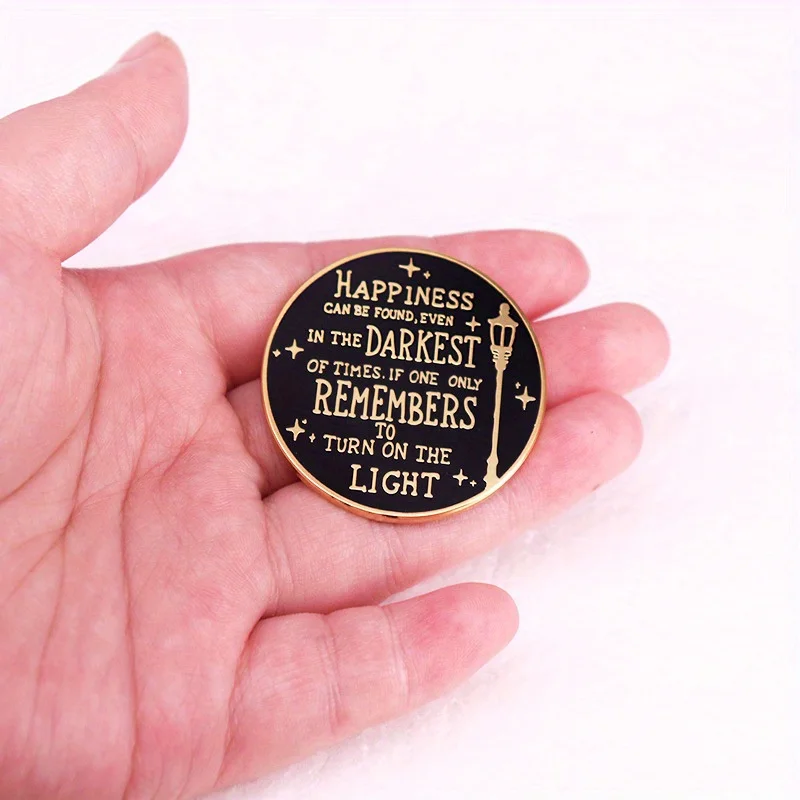 HAPPINESS
CAN BE FOUND, EVEN
IN THE DARKEST
OF TIMES. IF ONE ONLY
REMEMBERS
TO
TURN ON THE
LIGHT